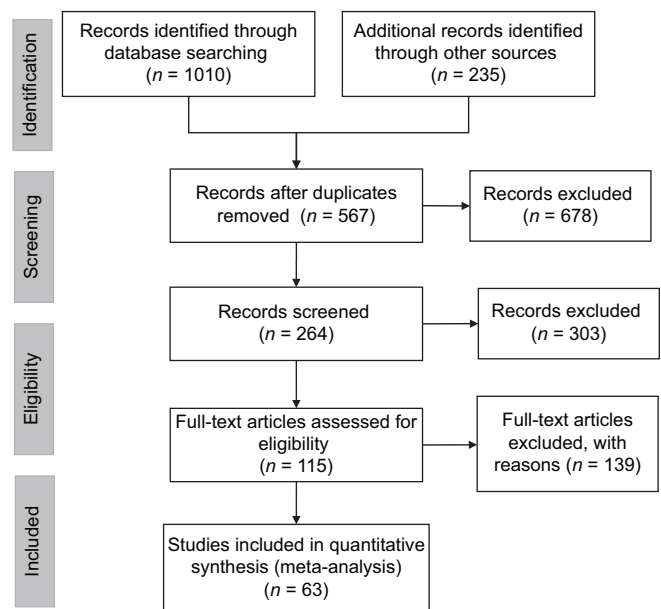 Identification
Records identified through
database searching
(n = 1010)
Additional records identified
through other sources
(n = 235)
Screening
Records after duplicates
removed (n = 567)
Records excluded
(n = 678)
Records screened
(n = 264)
Records excluded
(n = 303)
Eligibility
Full-text articles assessed for
eligibility
(n = 115)
Full-text articles
excluded, with
reasons (n = 139)
Included
Studies included in quantitative
synthesis (meta-analysis)
(n = 63)